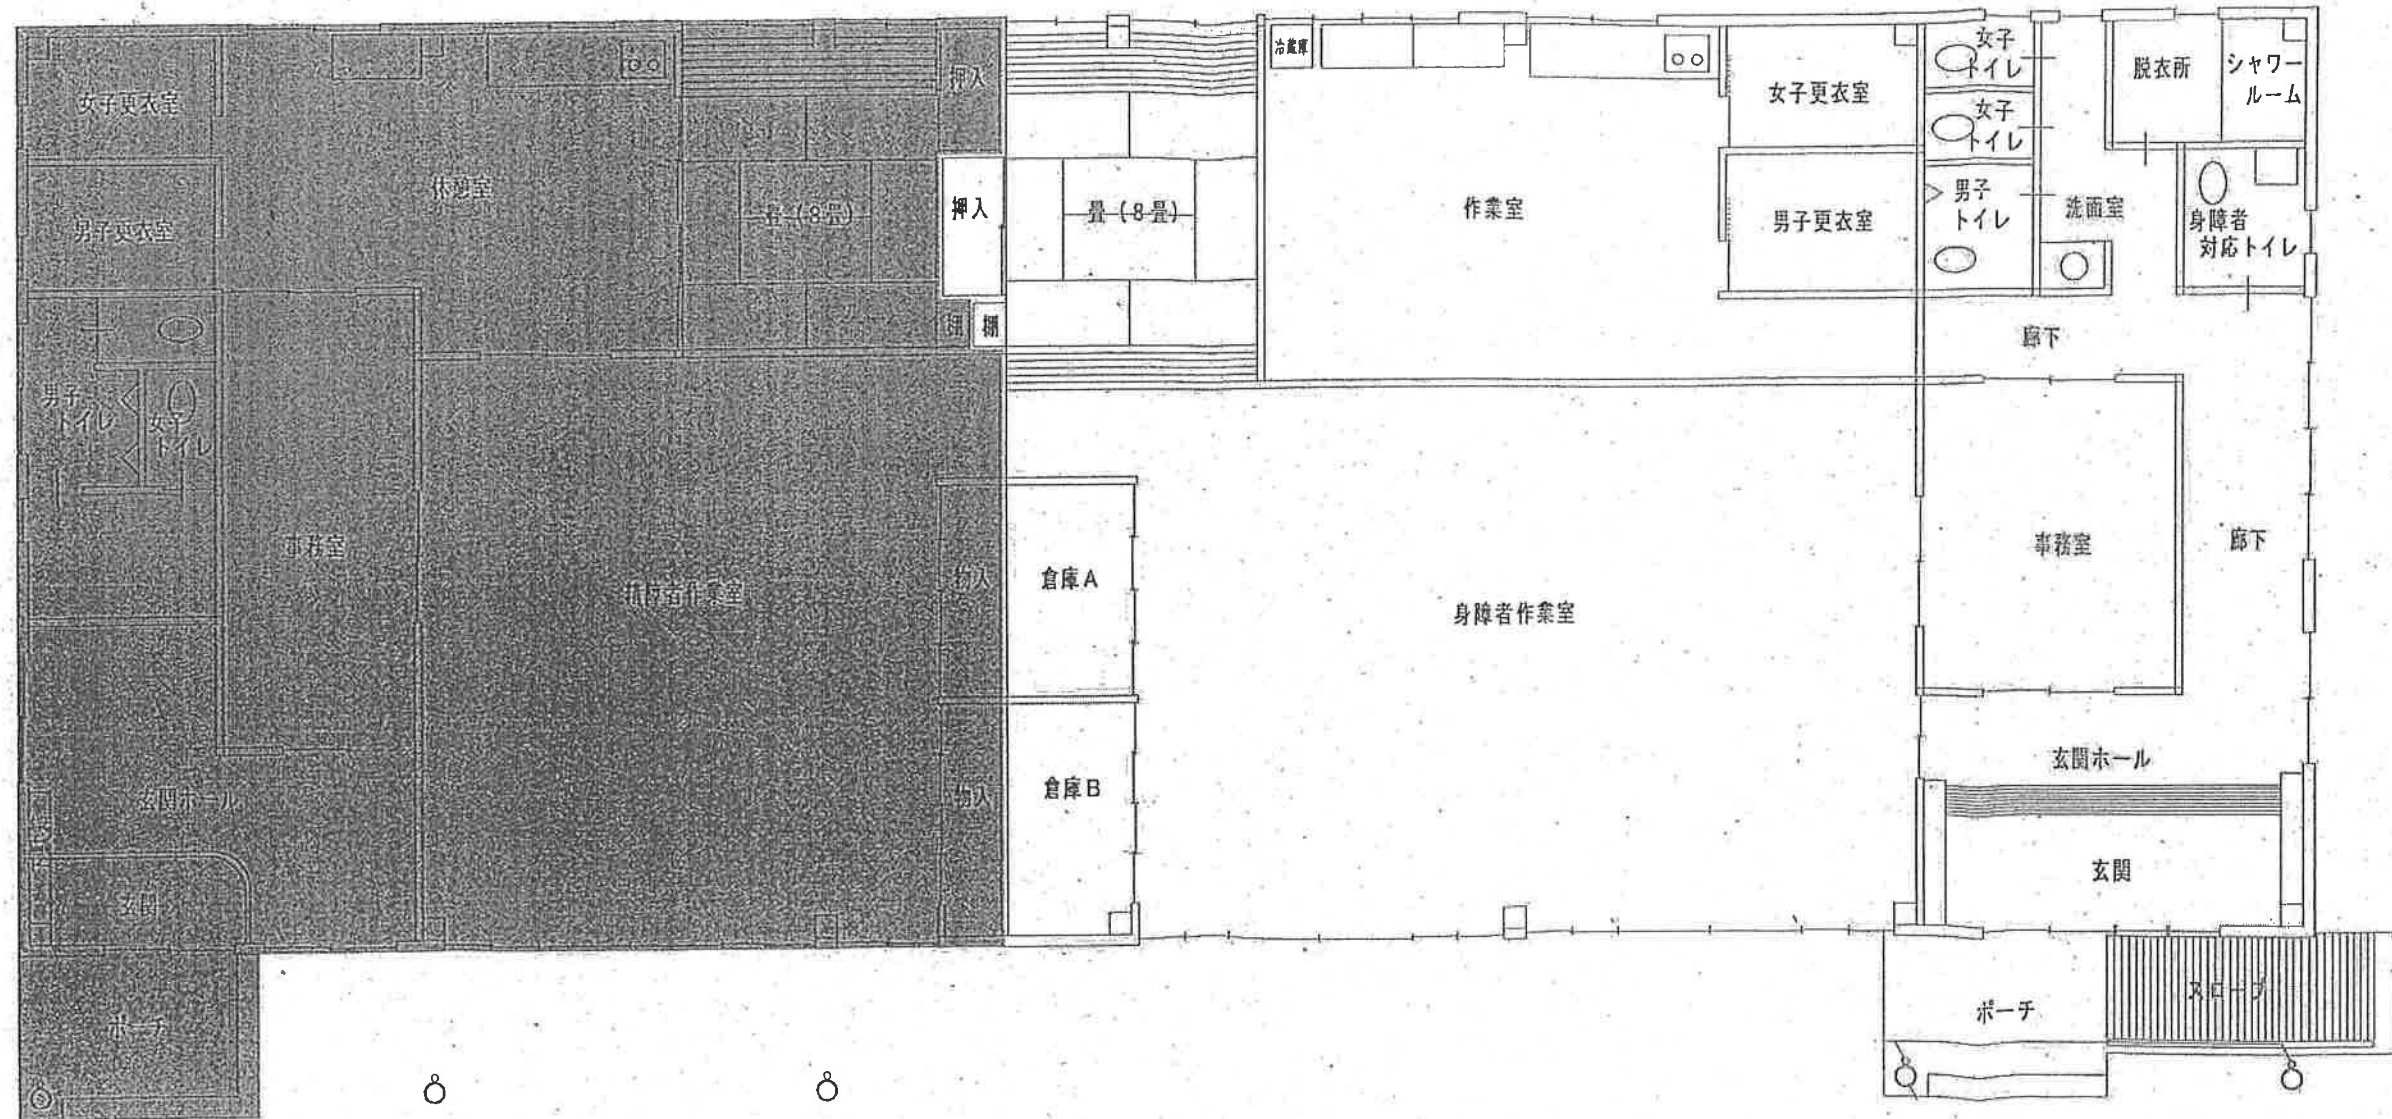 女子更衣室
押入
冷蔵庫
女子更衣室
女子
トイレ
脱衣所
シャワー
ルーム
女子
トイレ
男子更衣室
休憩室
畳(8畳)
押入
畳(8畳)
作業室
男子更衣室
男子
トイレ
洗面室
身障者
対応トイレ
棚
棚
廊下
男子
トイレ
女子
トイレ
事務室
物入
倉庫A
身障者作業室
事務室
廊下
玄関ホール
物入
倉庫B
玄関ホール
玄関
玄関
ポーチ
ポーチ
スロープ